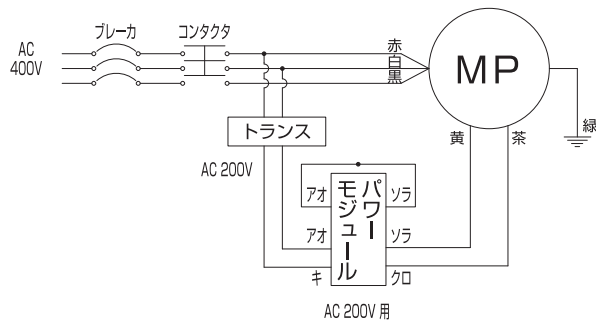 ブレーカ
コンタクタ
AC
400V
赤
白
黒
MP
緑
トランス
黄
茶
AC 200V
アオ
パワー
モジュール
ソラ
アオ
ソラ
キ
クロ
AC 200V 用